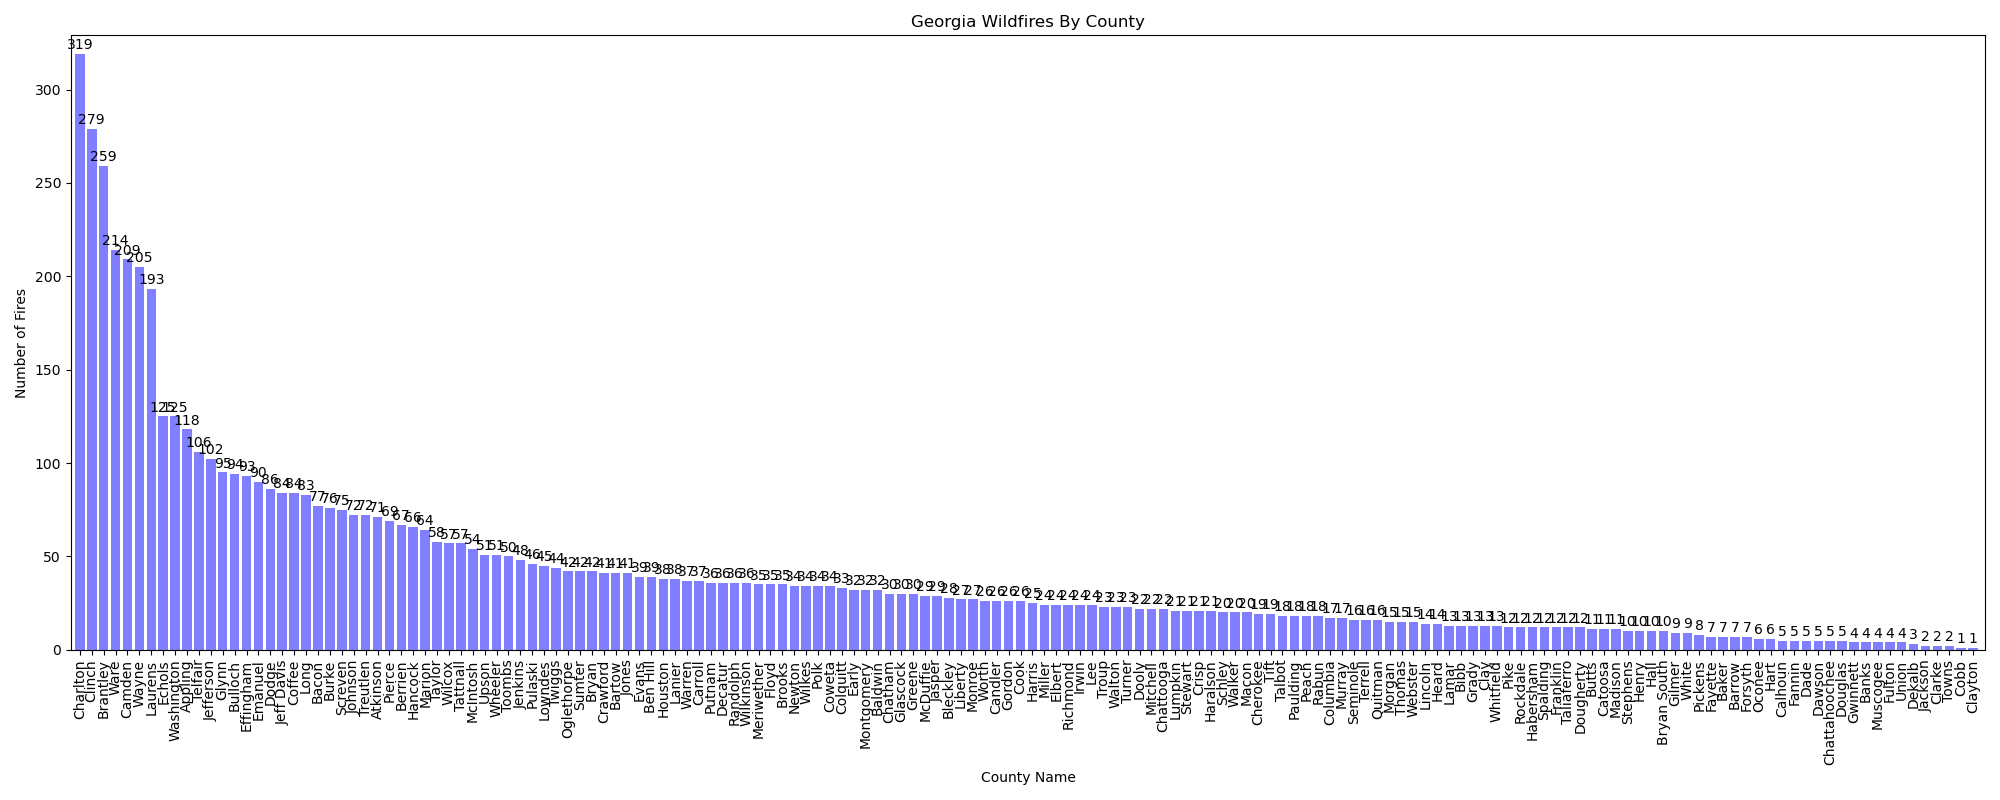 Georgia Wildfires By County
Number of Fires
300
250
200
150
100
50
0
319
279
259
214
209
205
193
125
125
118
106
102
95
94
93
90
86
84
84
83
77
76
75
72
72
71
69
67
66
64
58
57
57
54
51
51
50
48
46
45
44
42
42
42
41
41
41
39
39
38
38
37
37
36
36
36
36
35
35
35
34
34
34
34
33
32
32
32
30
30
30
29
29
28
27
27
26
26
26
26
25
24
24
24
24
24
23
23
23
22
22
22
21
21
21
21
20
20
20
19
19
18
18
18
18
17
17
16
16
16
15
15
15
14
14
13
13
13
13
13
12
12
12
12
12
12
12
11
11
11
10
10
10
10
9
9
8
7
7
7
7
6
6
5
5
5
5
5
5
4
4
4
4
4
3
2
2
2
1
1
Charlton
Clinch
Brantley
Ware
Camden
Wayne
Laurens
Echols
Washington
Appling
Telfair
Jefferson
Glynn
Bulloch
Effingham
Emanuel
Dodge
Jeff Davis
Coffee
Long
Bacon
Burke
Screven
Johnson
Treutlen
Atkinson
Pierce
Berrien
Hancock
Marion
Taylor
Wilcox
Tattnall
McIntosh
Upson
Wheeler
Toombs
Jenkins
Pulaski
Lowndes
Twiggs
Oglethorpe
Sumter
Bryan
Crawford
Bartow
Jones
Evans
Ben Hill
Houston
Lanier
Warren
Carroll
Putnam
Decatur
Randolph
Wilkinson
Meriwether
Floyd
Brooks
Newton
Wilkes
Polk
Coweta
Colquitt
Early
Montgomery
Baldwin
Chatham
Glascock
Greene
McDuffie
Jasper
Bleckley
Liberty
Monroe
Worth
Candler
Gordon
Cook
Harris
Miller
Elbert
Richmond
Irwin
Lee
Troup
Walton
Turner
Dooly
Mitchell
Chattooga
Lumpkin
Stewart
Crisp
Haralson
Schley
Walker
Macon
Cherokee
Tift
Talbot
Paulding
Peach
Rabun
Columbia
Murray
Seminole
Terrell
Quitman
Morgan
Thomas
Webster
Lincoln
Heard
Lamar
Bibb
Grady
Clay
Whitfield
Pike
Rockdale
Habersham
Spalding
Franklin
Taliaferro
Dougherty
Butts
Catoosa
Madison
Stephens
Henry
Hall
Bryan South
Gilmer
White
Pickens
Fayette
Baker
Barrow
Forsyth
Oconee
Hart
Calhoun
Fannin
Dade
Dawson
Chattahoochee
Douglas
Gwinnett
Banks
Muscogee
Fulton
Union
Dekalb
Jackson
Clarke
Towns
Cobb
Clayton
County Name